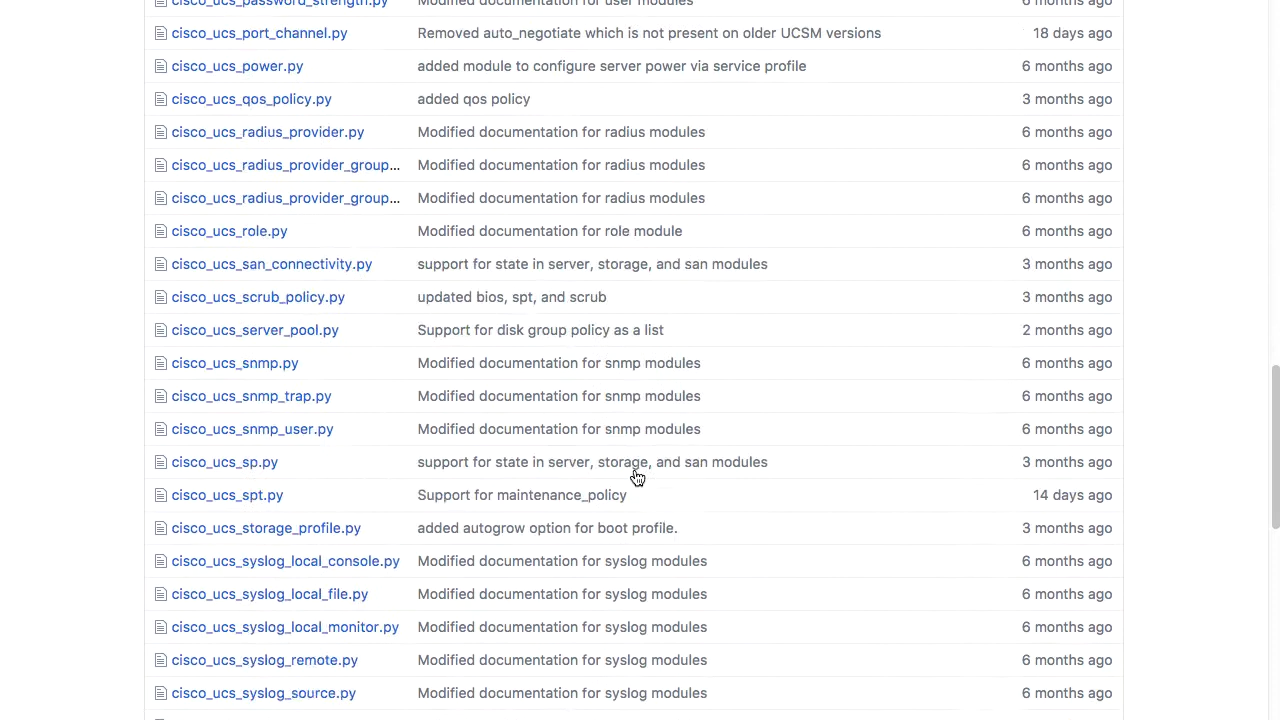 cisco_ucs_password_strength.py Modified documentation for user modules 6 months ago
cisco_ucs_port_channel.py Removed auto_negotiate which is not present on older UCSM versions 18 days ago
cisco_ucs_power.py added module to configure server power via service profile 6 months ago
cisco_ucs_qos_policy.py added qos policy 3 months ago
cisco_ucs_radius_provider.py Modified documentation for radius modules 6 months ago
cisco_ucs_radius_provider_group... Modified documentation for radius modules 6 months ago
cisco_ucs_radius_provider_group... Modified documentation for radius modules 6 months ago
cisco_ucs_role.py Modified documentation for role module 6 months ago
cisco_ucs_san_connectivity.py support for state in server, storage, and san modules 3 months ago
cisco_ucs_scrub_policy.py updated bios, spt, and scrub 3 months ago
cisco_ucs_server_pool.py Support for disk group policy as a list 2 months ago
cisco_ucs_snmp.py Modified documentation for snmp modules 6 months ago
cisco_ucs_snmp_trap.py Modified documentation for snmp modules 6 months ago
cisco_ucs_snmp_user.py Modified documentation for snmp modules 6 months ago
cisco_ucs_sp.py support for state in server, storage, and san modules 3 months ago
cisco_ucs_spt.py Support for maintenance_policy 14 days ago
cisco_ucs_storage_profile.py added autogrow option for boot profile. 3 months ago
cisco_ucs_syslog_local_console.py Modified documentation for syslog modules 6 months ago
cisco_ucs_syslog_local_file.py Modified documentation for syslog modules 6 months ago
cisco_ucs_syslog_local_monitor.py Modified documentation for syslog modules 6 months ago
cisco_ucs_syslog_remote.py Modified documentation for syslog modules 6 months ago
cisco_ucs_syslog_source.py Modified documentation for syslog modules 6 months ago